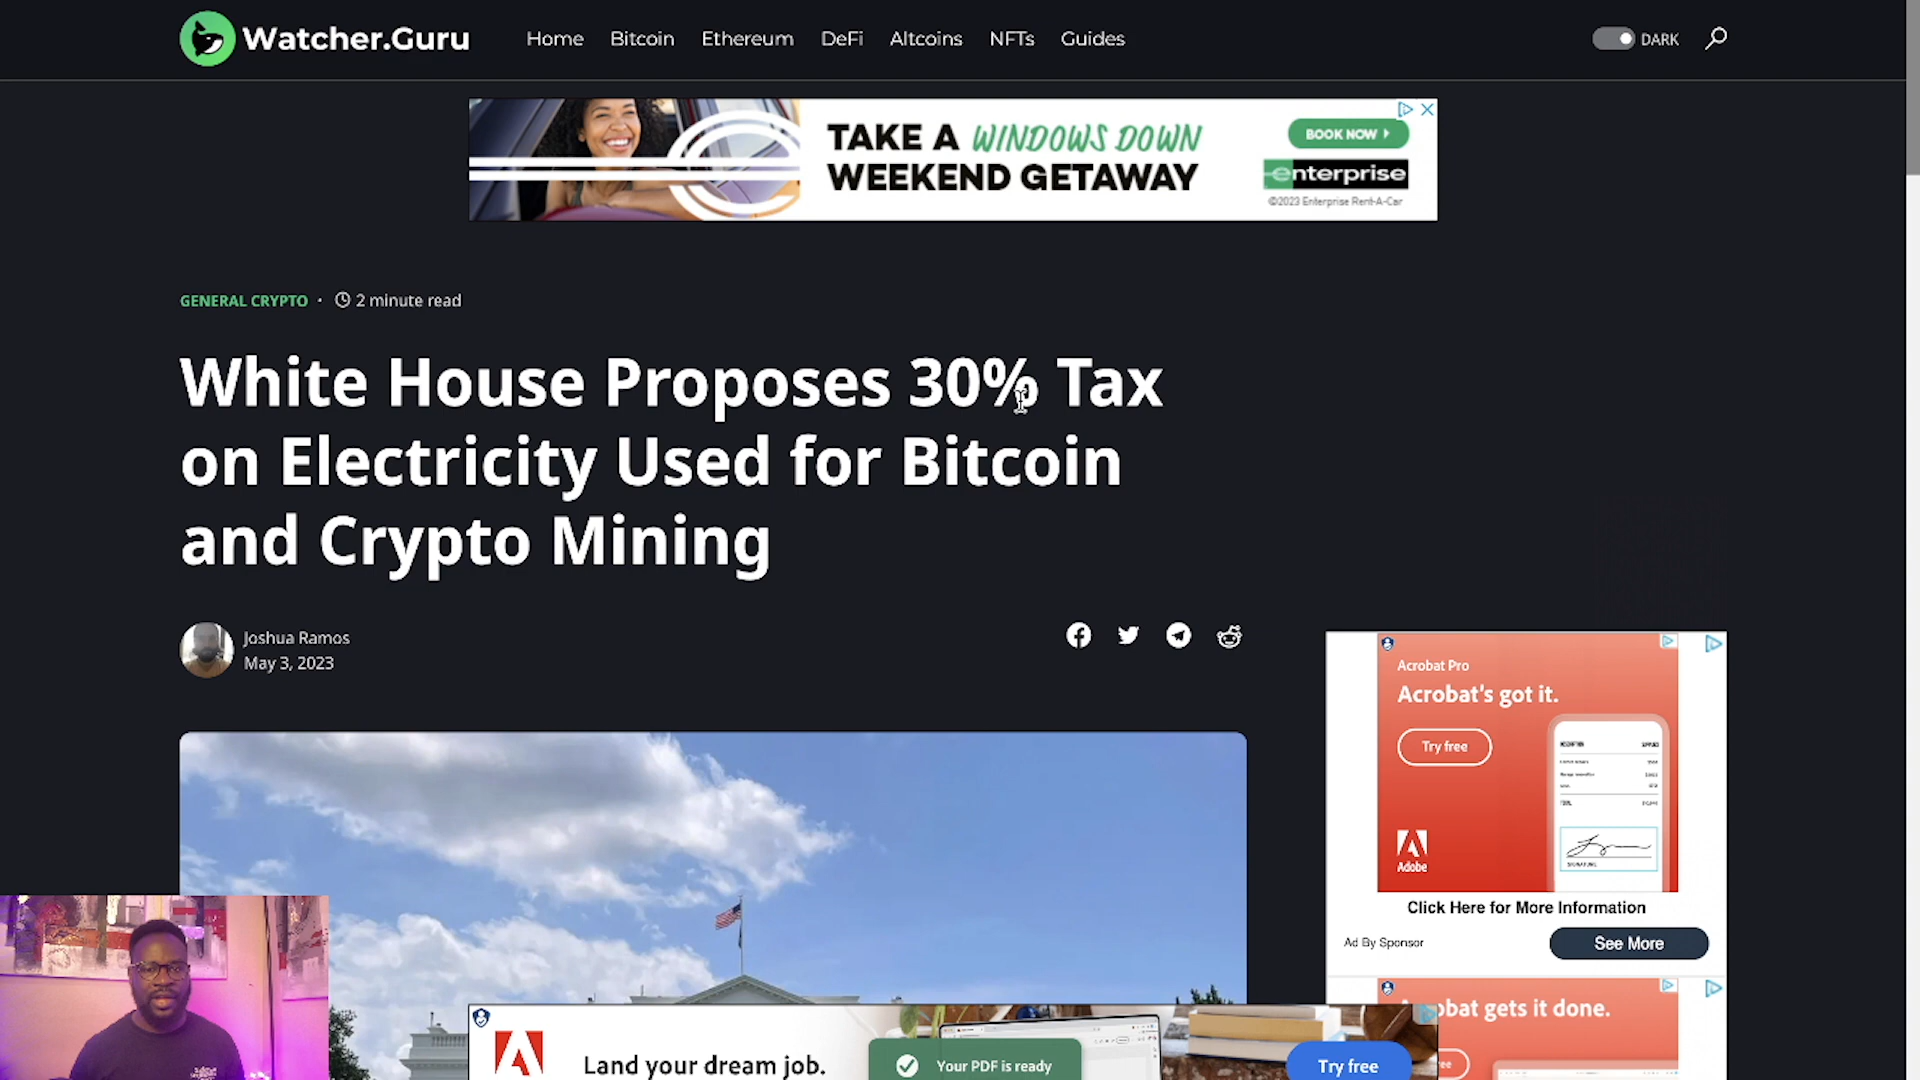 Watcher.Guru
Home Bitcoin Ethereum DeFi Altcoins NFTs Guides
DARK
TAKE A WINDOWS DOWN
WEEKEND GETAWAY
BOOK NOW
enterprise
©2023 Enterprise Rent-A-Car
GENERAL CRYPTO · 2 minute read
White House Proposes 30% Tax
on Electricity Used for Bitcoin
and Crypto Mining
Joshua Ramos
May 3, 2023
Acrobat Pro
Acrobat's got it.
Try free
TOTAL
SIGNATURE
Adobe
Click Here for More Information
Ad By Sponsor
See More
obat gets it done.
Land your dream job.
Your PDF is ready
Try free